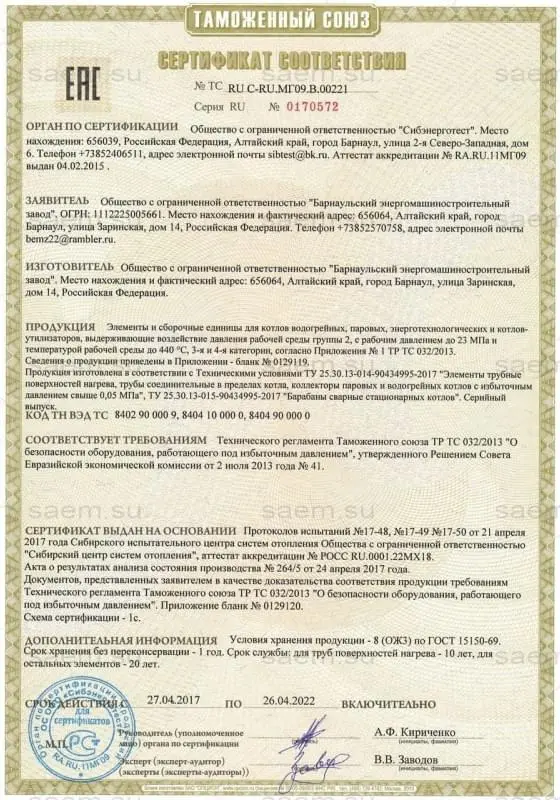 ТАМОЖЕННЫЙ СОЮЗ
СЕРТИФИКАТ СООТВЕТСТВИЯ
ЕАС
№ ТС RU C-RU.МГ09.В.00221
Серия RU № 0170572
ОРГАН ПО СЕРТИФИКАЦИИ Общество с ограниченной ответственностью "Сибэнерготест". Место
нахождения: 656039, Российская Федерация, Алтайский край, город Барнаул, улица 2-я Северо-Западная, дом
6. Телефон +73852406511, адрес электронной почты sibtest@bk.ru. Аттестат аккредитации № RA.RU.11МГ09
выдан 04.02.2015 .
ЗАЯВИТЕЛЬ Общество с ограниченной ответственностью "Барнаульский энергомашиностроительный
завод". ОГРН: 1112225005661. Место нахождения и фактический адрес: 656064, Алтайский край, город
Барнаул, улица Заринская, дом 14, Российская Федерация. Телефон +73852570758, адрес электронной почты
bemz22@rambler.ru.
ИЗГОТОВИТЕЛЬ Общество с ограниченной ответственностью "Барнаульский энергомашиностроительный
завод". Место нахождения и фактический адрес: 656064, Алтайский край, город Барнаул, улица Заринская,
дом 14, Российская Федерация.
ПРОДУКЦИЯ Элементы и сборочные единицы для котлов водогрейных, паровых, энерготехнологических и котлов-
утилизаторов, выдерживающие воздействие давления рабочей среды группы 2, с рабочим давлением до 23 МПа и
температурой рабочей среды до 440 °С, 3-я и 4-я категории, согласно Приложения № 1 ТР ТС 032/2013.
Сведения о продукции приведены в Приложении - бланк № 0129119.
Продукция изготовлена в соответствии с Техническими условиями ТУ 25.30.13-014-90434995-2017 "Элементы трубные
поверхностей нагрева, трубы соединительные в пределах котла, коллекторы паровых и водогрейных котлов с избыточным
давлением свыше 0,05 МПа", ТУ 25.30.13-015-90434995-2017 "Барабаны сварные стационарных котлов". Серийный
выпуск.
КОД ТН ВЭД ТС 8402 90 000 9, 8404 10 000 0, 8404 90 000 0
СООТВЕТСТВУЕТ ТРЕБОВАНИЯМ Технического регламента Таможенного союза ТР ТС 032/2013 "О
безопасности оборудования, работающего под избыточным давлением", утвержденного Решением Совета
Евразийской экономической комиссии от 2 июля 2013 года № 41.
СЕРТИФИКАТ ВЫДАН НА ОСНОВАНИИ Протоколов испытаний №17-48, №17-49 №17-50 от 21 апреля
2017 года Сибирского испытательного центра систем отопления Общества с ограниченной ответственностью
"Сибирский центр систем отопления", аттестат аккредитации № РОСС RU.0001.22МХ18.
Акта о результатах анализа состояния производства № 264/5 от 24 апреля 2017 года.
Документов, представленных заявителем в качестве доказательства соответствия продукции требованиям
Технического регламента Таможенного союза ТР ТС 032/2013 "О безопасности оборудования, работающего
под избыточным давлением". Приложение бланк № 0129120.
Схема сертификации - 1с.
ДОПОЛНИТЕЛЬНАЯ ИНФОРМАЦИЯ Условия хранения продукции - 8 (ОЖ3) по ГОСТ 15150-69.
Срок хранения без переконсервации - 1 год. Срок службы: для труб поверхностей нагрева - 10 лет, для
остальных элементов - 20 лет.
СРОК ДЕЙСТВИЯ С 27.04.2017 ПО 26.04.2022 ВКЛЮЧИТЕЛЬНО
для
сертификатов
RA.RU.11МГ09
М.П.
Руководитель (уполномоченное
лицо) органа по сертификации
(подпись)
А.Ф. Кириченко
(инициалы, фамилия)
Эксперт (эксперт-аудитор)
(эксперты (эксперты-аудиторы))
(подпись)
В.В. Заводов
(инициалы, фамилия)
saem.su